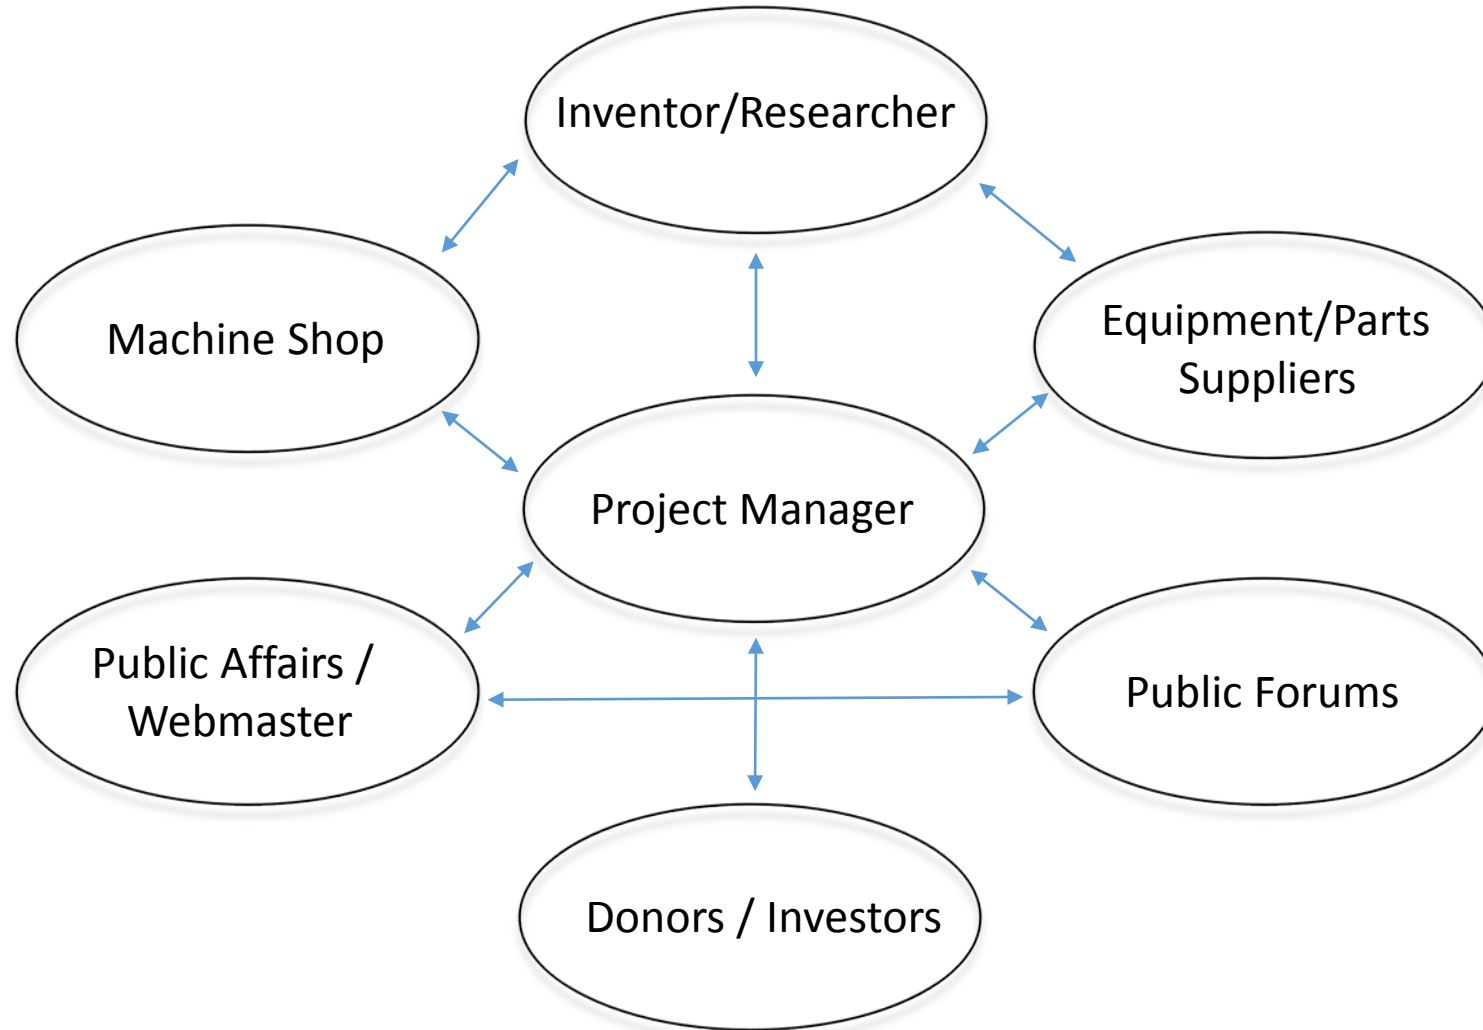 Inventor/Researcher
Machine Shop
Equipment/Parts
Suppliers
Project Manager
Public Affairs /
Webmaster
Public Forums
Donors / Investors